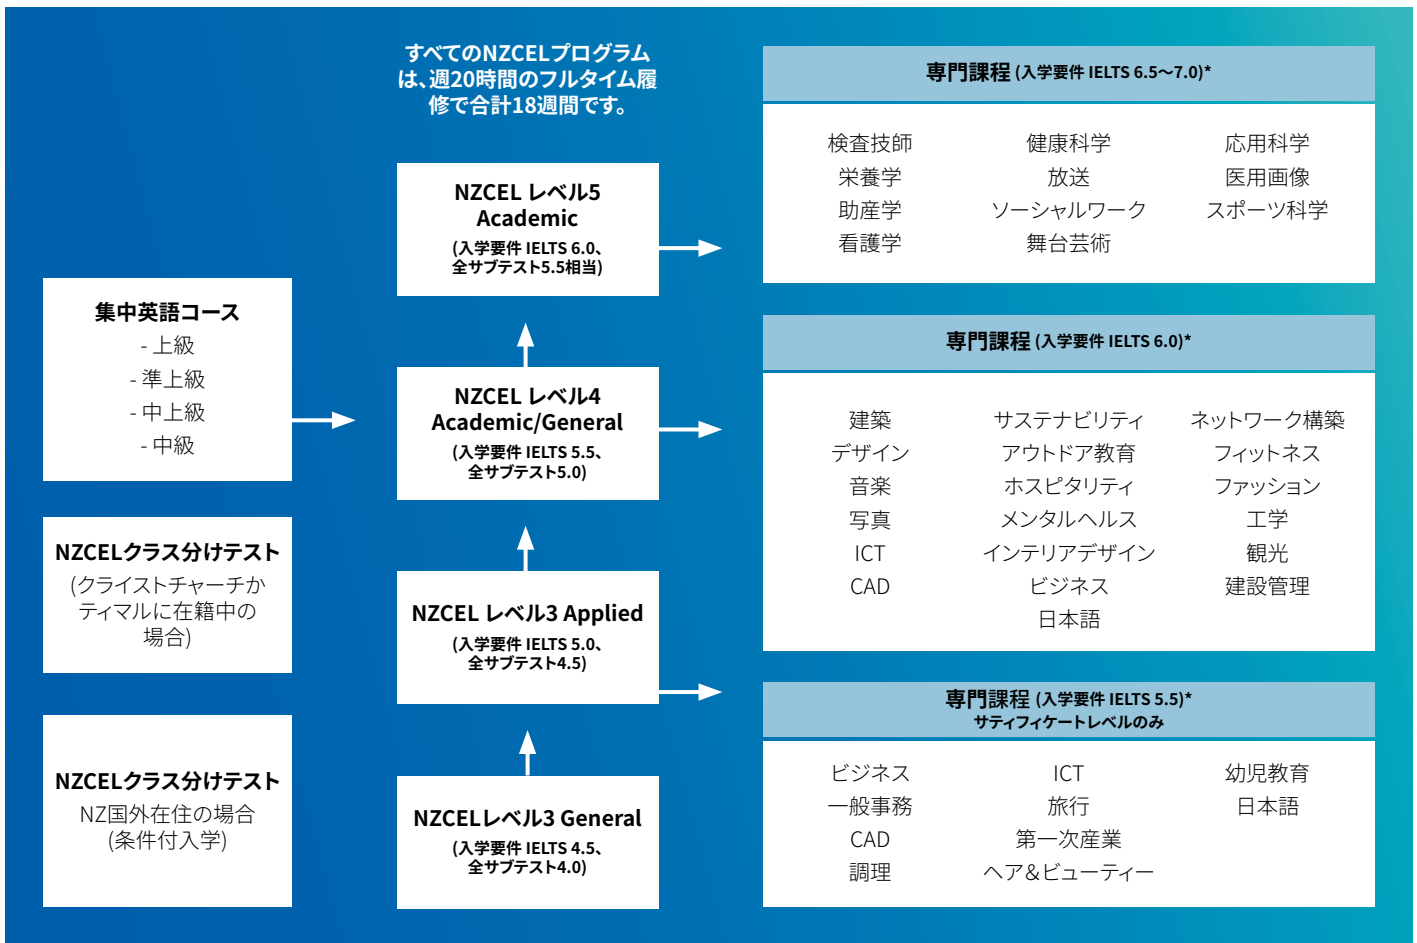 すべてのNZCELプログラム
は、週20時間のフルタイム履
修で合計18週間です。
集中英語コース
- 上級
- 準上級
- 中上級
- 中級
NZCELクラス分けテスト
(クライストチャーチか
ティマルに在籍中の
場合)
NZCELクラス分けテスト
NZ国外在住の場合
(条件付入学)
NZCEL レベル5
Academic
(入学要件 IELTS 6.0、
全サブテスト5.5相当)
NZCEL レベル4
Academic/General
(入学要件 IELTS 5.5、
全サブテスト5.0)
NZCEL レベル3 Applied
(入学要件 IELTS 5.0、
全サブテスト4.5)
NZCELレベル3 General
(入学要件 IELTS 4.5、
全サブテスト4.0)
専門課程 (入学要件 IELTS 6.5〜7.0)*
検査技師 健康科学 応用科学
栄養学 放送 医用画像
助産学 ソーシャルワーク スポーツ科学
看護学 舞台芸術
専門課程 (入学要件 IELTS 6.0)*
建築 サステナビリティ ネットワーク構築
デザイン アウトドア教育 フィットネス
音楽 ホスピタリティ ファッション
写真 メンタルヘルス 工学
ICT インテリアデザイン 観光
CAD ビジネス 建設管理
日本語
専門課程 (入学要件 IELTS 5.5)*
サティフィケートレベルのみ
ビジネス ICT 幼児教育
一般事務 旅行 日本語
CAD 第一次産業
調理 ヘア&ビューティー